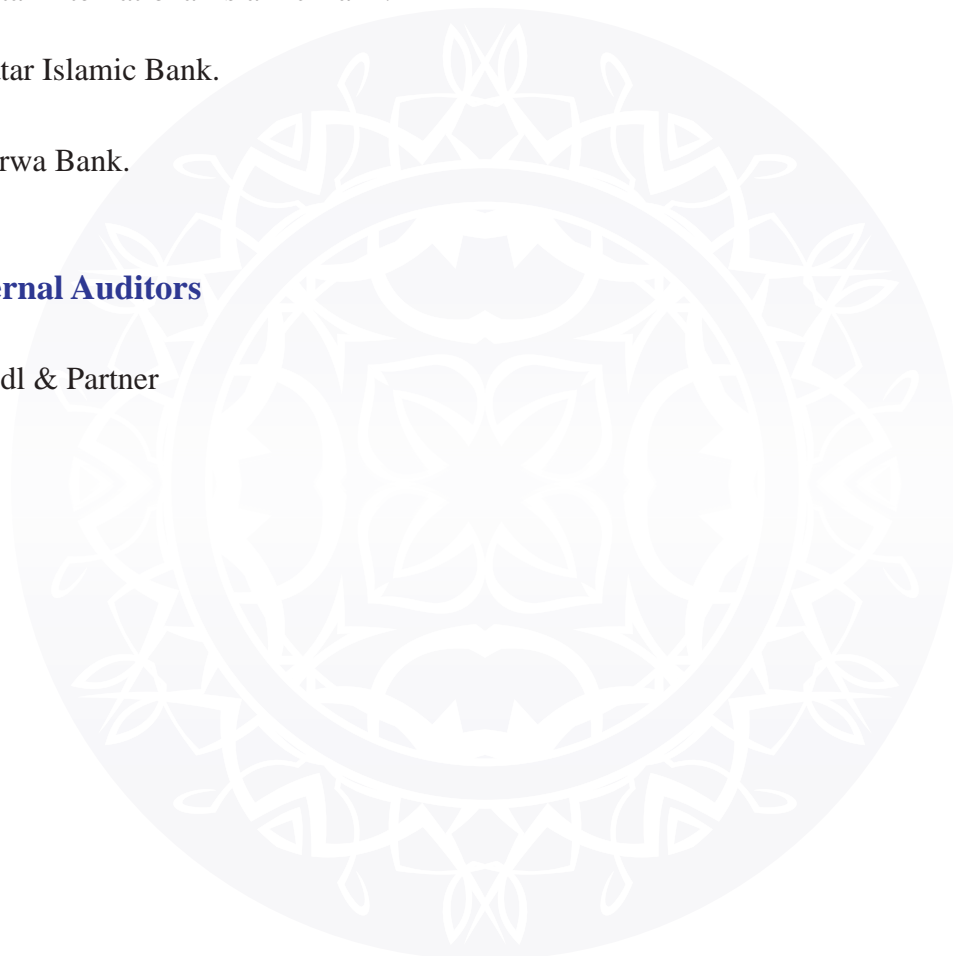 tar Islamic Bank.
rwa Bank.
ernal Auditors
dl & Partner